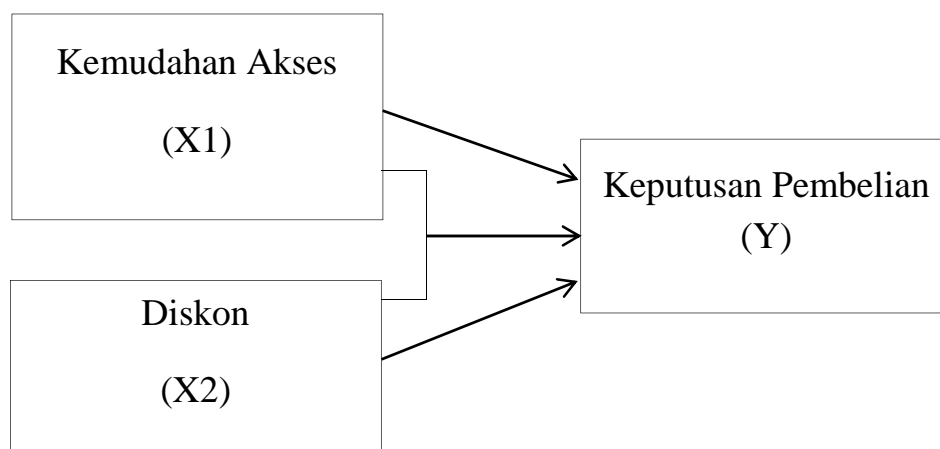 Kemudahan Akses
(X1)
Keputusan Pembelian
(Y)
Diskon
(X2)